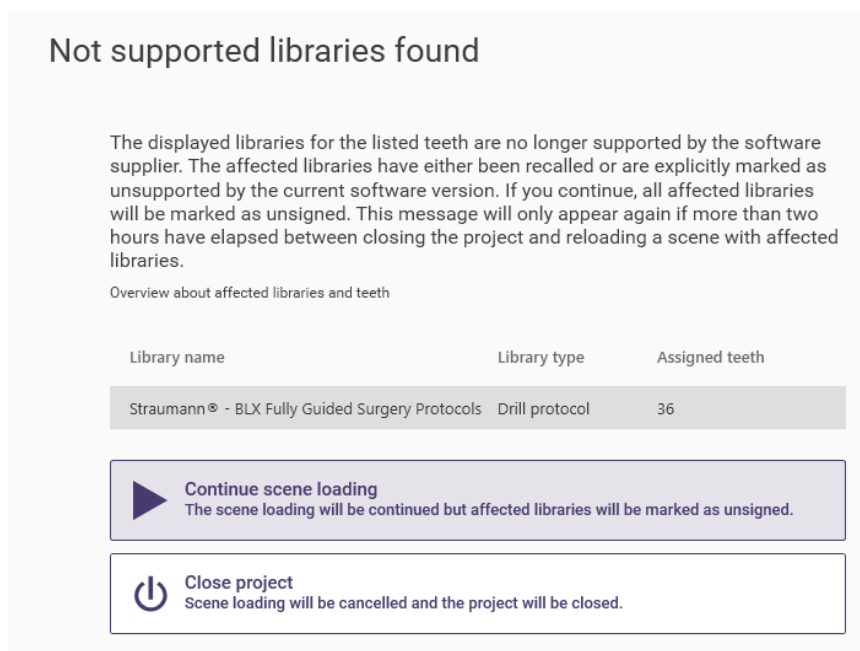 Not supported libraries found
The displayed libraries for the listed teeth are no longer supported by the software
supplier. The affected libraries have either been recalled or are explicitly marked as
unsupported by the current software version. If you continue, all affected libraries
will be marked as unsigned. This message will only appear again if more than two
hours have elapsed between closing the project and reloading a scene with affected
libraries.
Overview about affected libraries and teeth
Library name Library type Assigned teeth
Straumann® - BLX Fully Guided Surgery Protocols Drill protocol 36
Continue scene loading
The scene loading will be continued but affected libraries will be marked as unsigned.
Close project
Scene loading will be cancelled and the project will be closed.